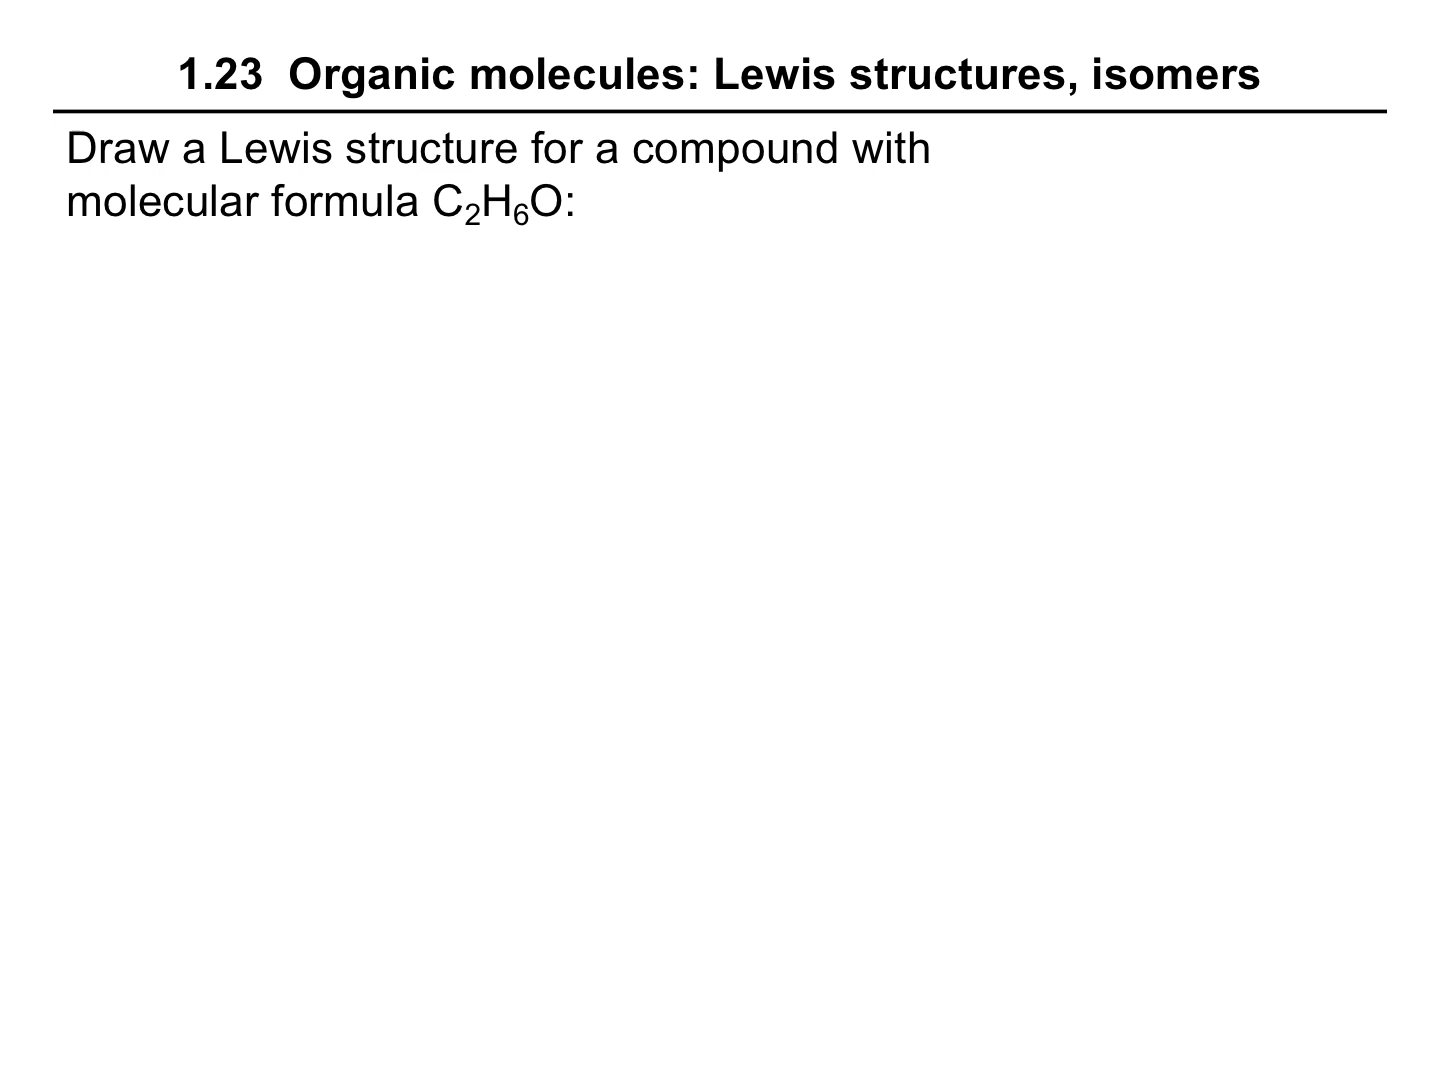 1.23  Organic molecules: Lewis structures, isomers
Draw a Lewis structure for a compound with
molecular formula C₂H₆O: